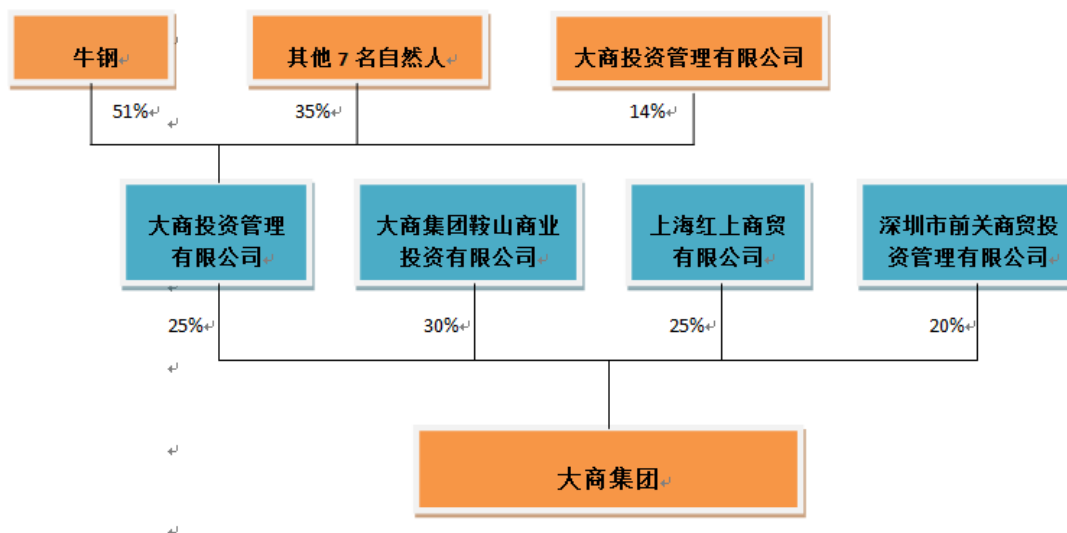 牛钢
其他 7 名自然人
大商投资管理有限公司
51%
35%
14%
大商投资管理
有限公司
大商集团鞍山商业
投资有限公司
上海红上商贸
有限公司
深圳市前关商贸投
资管理有限公司
25%
30%
25%
20%
大商集团